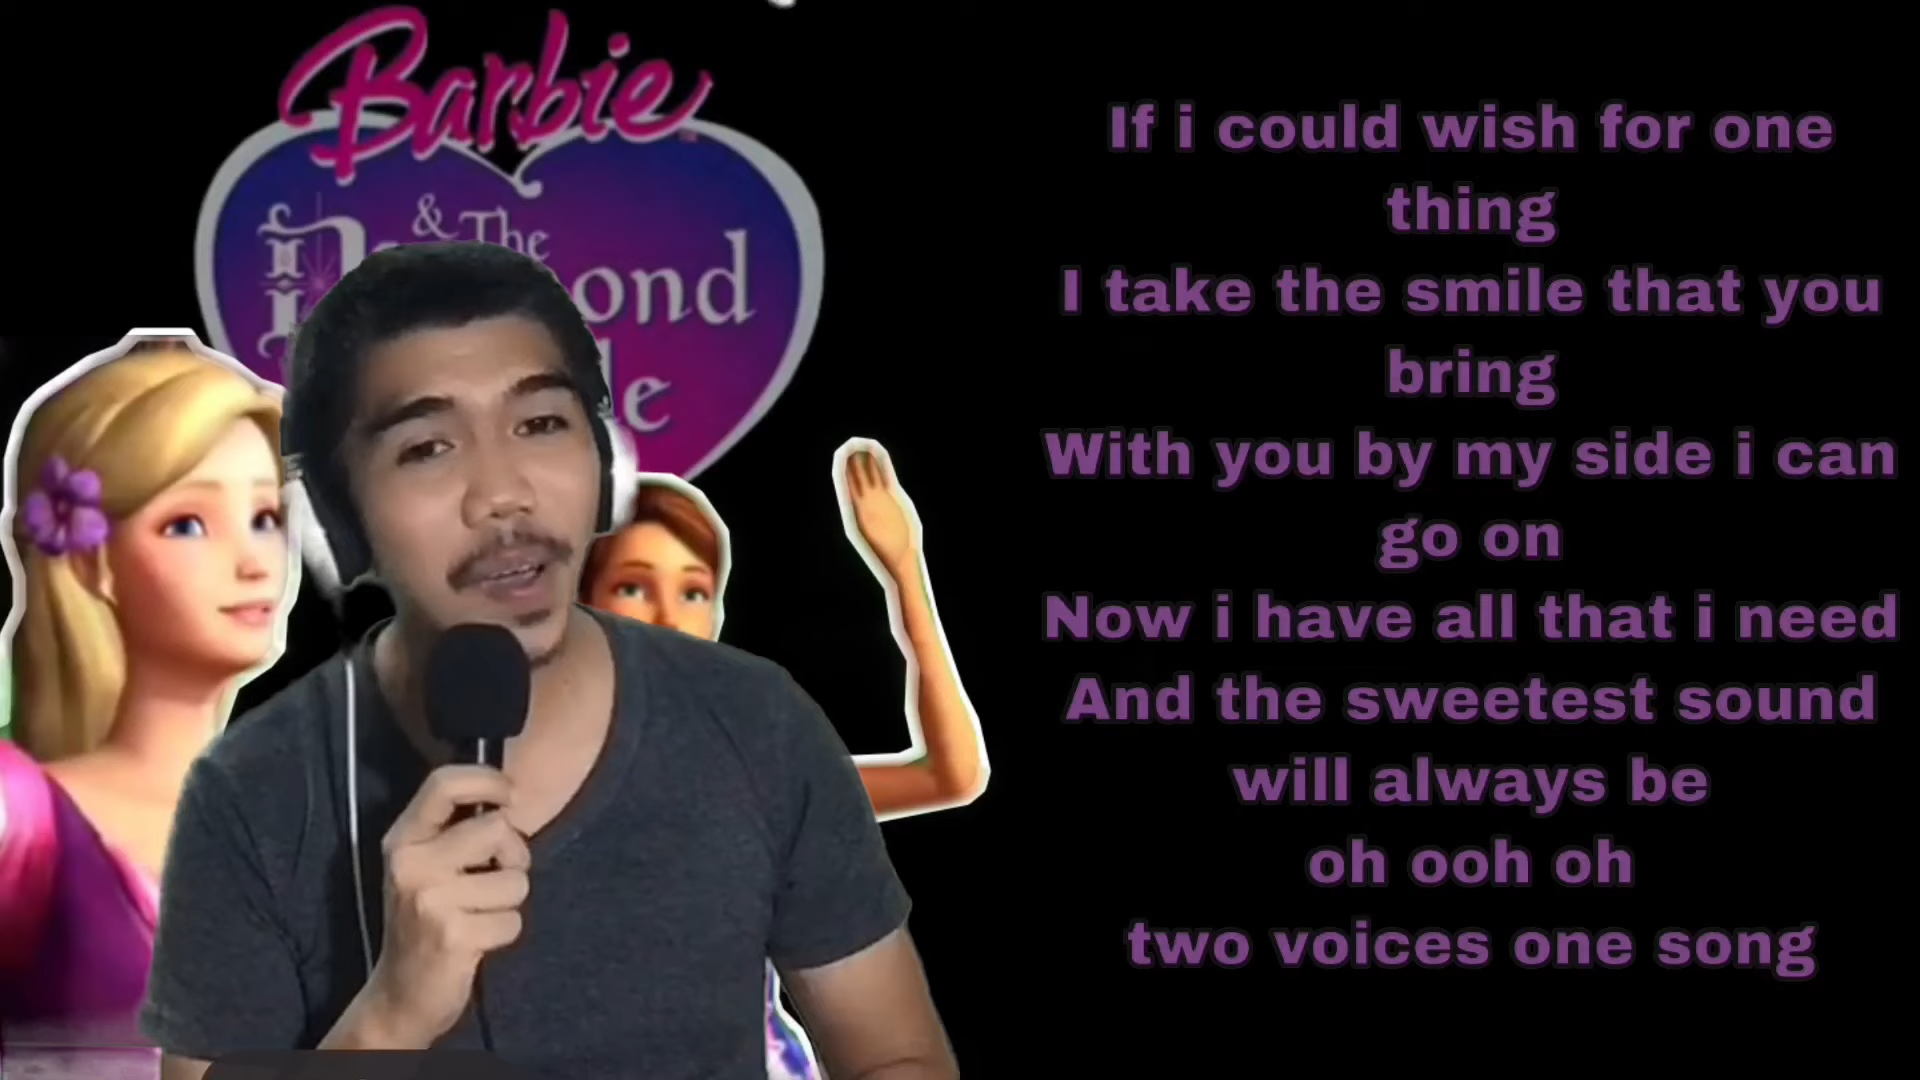 Barbie
& The
ond
If i could wish for one
thing
I take the smile that you
bring
With you by my side i can
go on
Now i have all that i need
And the sweetest sound
will always be
oh ooh oh
two voices one song